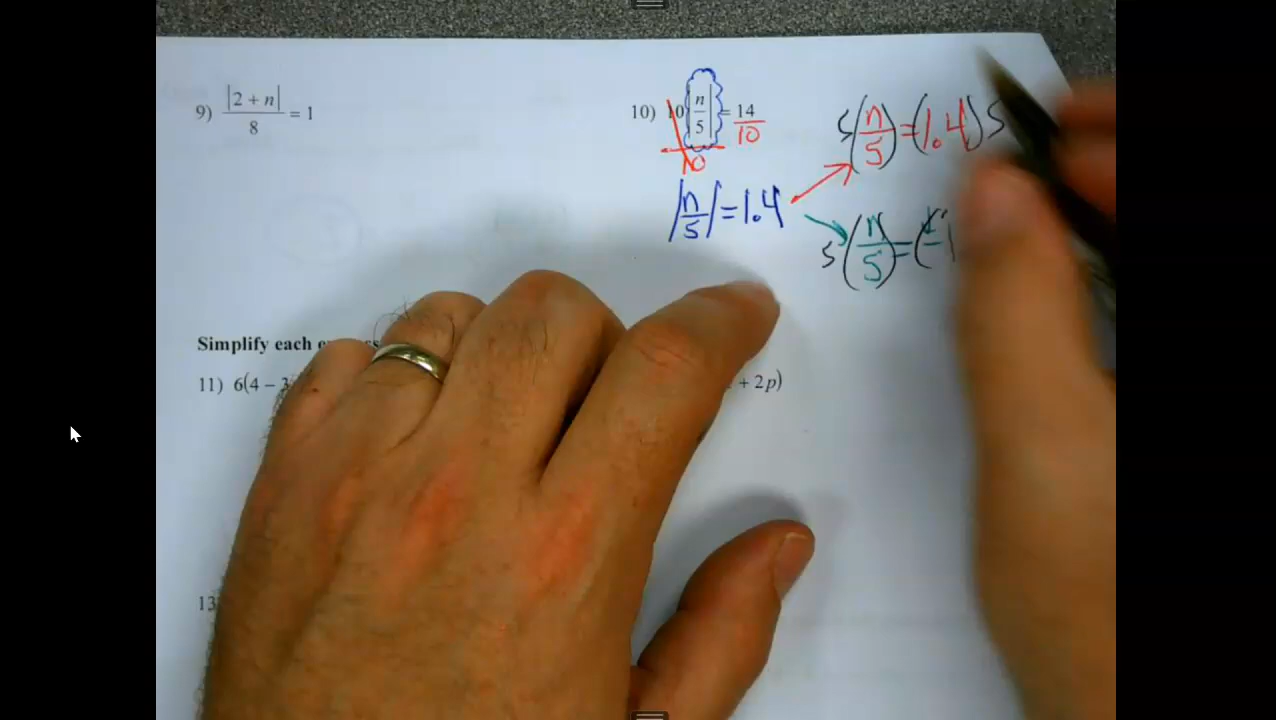 9) |2 + n| / 8 = 1
10) 10 |n/5| = 14
10 10
|n/5| = 1.4
5(n/5) = (1.4)5
5(n/5) = (
Simplify each
11) 6(4 − 3
+ 2p)
13